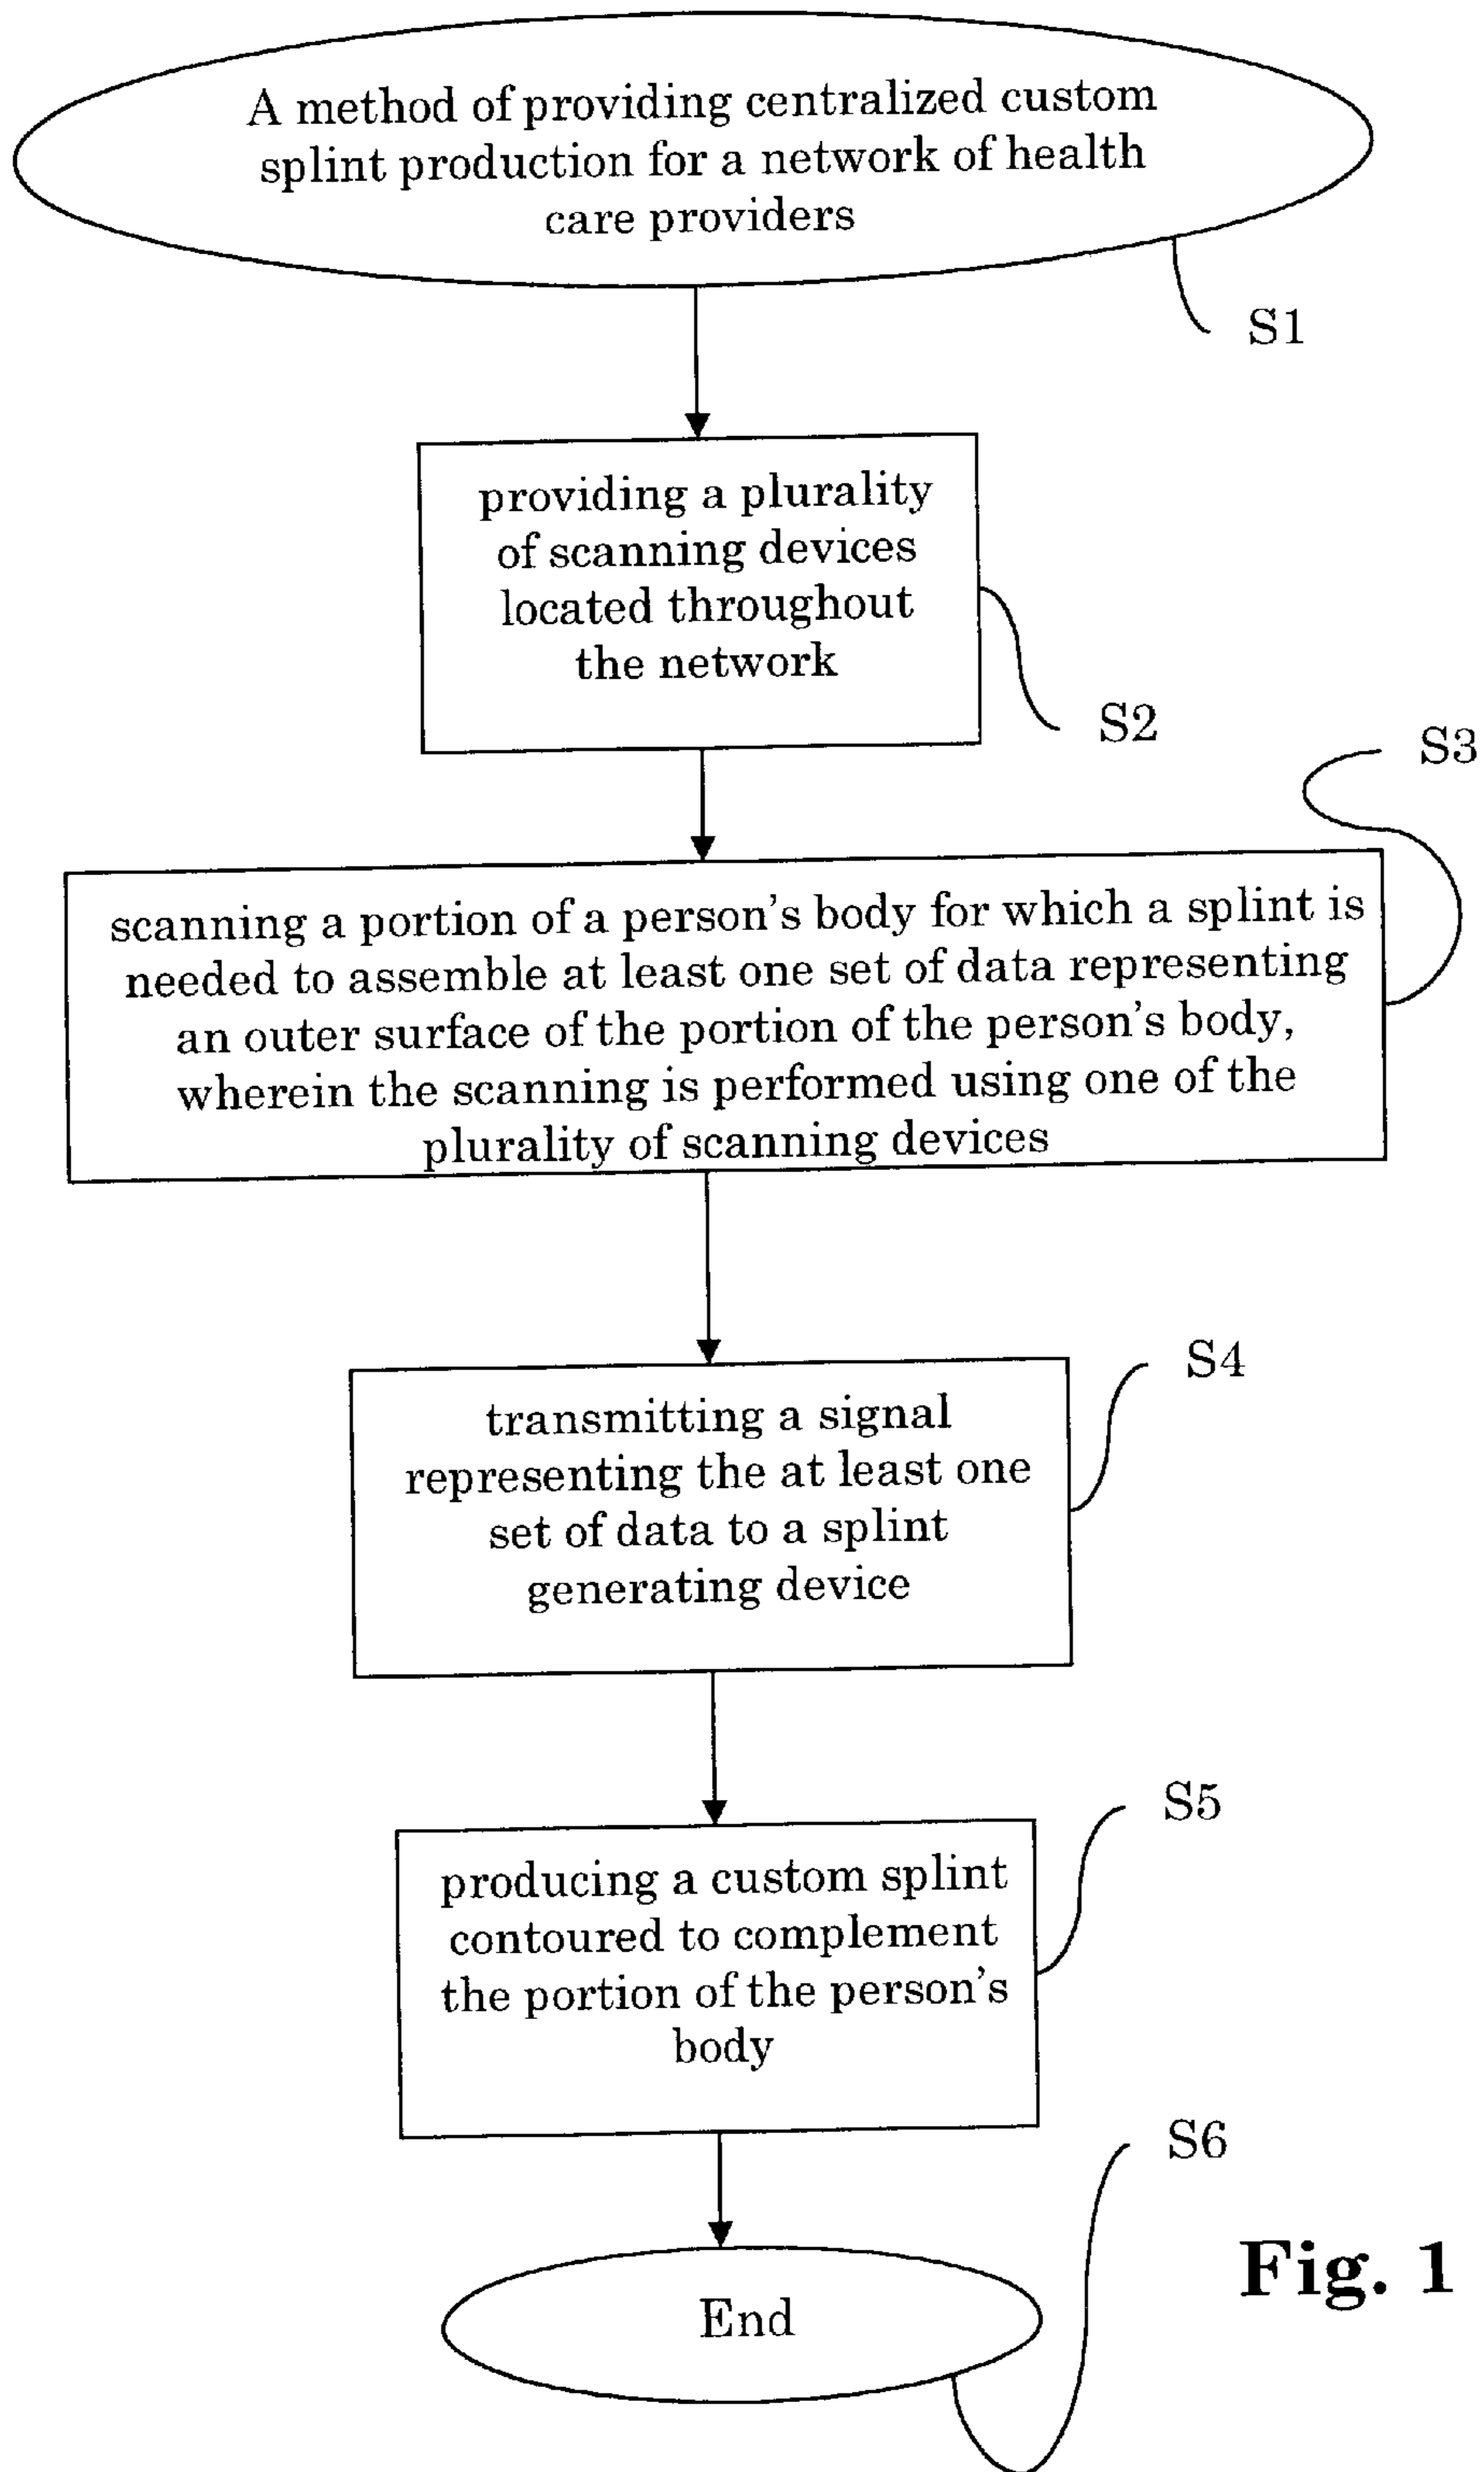 A method of providing centralized custom
splint production for a network of health
care providers
S1
providing a plurality
of scanning devices
located throughout
the network
S2
S3
scanning a portion of a person's body for which a splint is
needed to assemble at least one set of data representing
an outer surface of the portion of the person's body,
wherein the scanning is performed using one of the
plurality of scanning devices
S4
transmitting a signal
representing the at least one
set of data to a splint
generating device
S5
producing a custom splint
contoured to complement
the portion of the person's
body
S6
End
Fig. 1